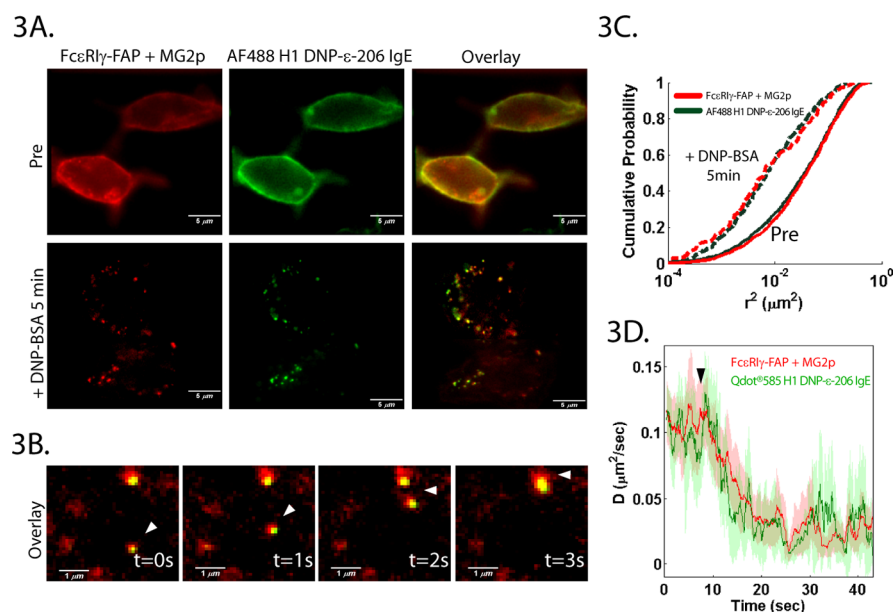 3A.
FcεRIγ-FAP + MG2p
AF488 H1 DNP-ε-206 IgE
Overlay
Pre
5 µm
5 µm
5 µm
+ DNP-BSA 5 min
5 µm
5 µm
5 µm
3B.
Overlay
1 µm
t=0s
1 µm
t=1s
1 µm
t=2s
1 µm
t=3s
3C.
Cumulative Probability
1
0.8
0.6
0.4
0.2
0
FcεRIγ-FAP + MG2p
AF488 H1 DNP-ε-206 IgE
+ DNP-BSA
5min
Pre
10⁻⁴
10⁻²
10⁰
r² (µm²)
3D.
D (µm²/sec)
0.15
0.1
0.05
0
FcεRIγ-FAP + MG2p
Qdot®585 H1 DNP-ε-206 IgE
0
10
20
30
40
Time (sec)